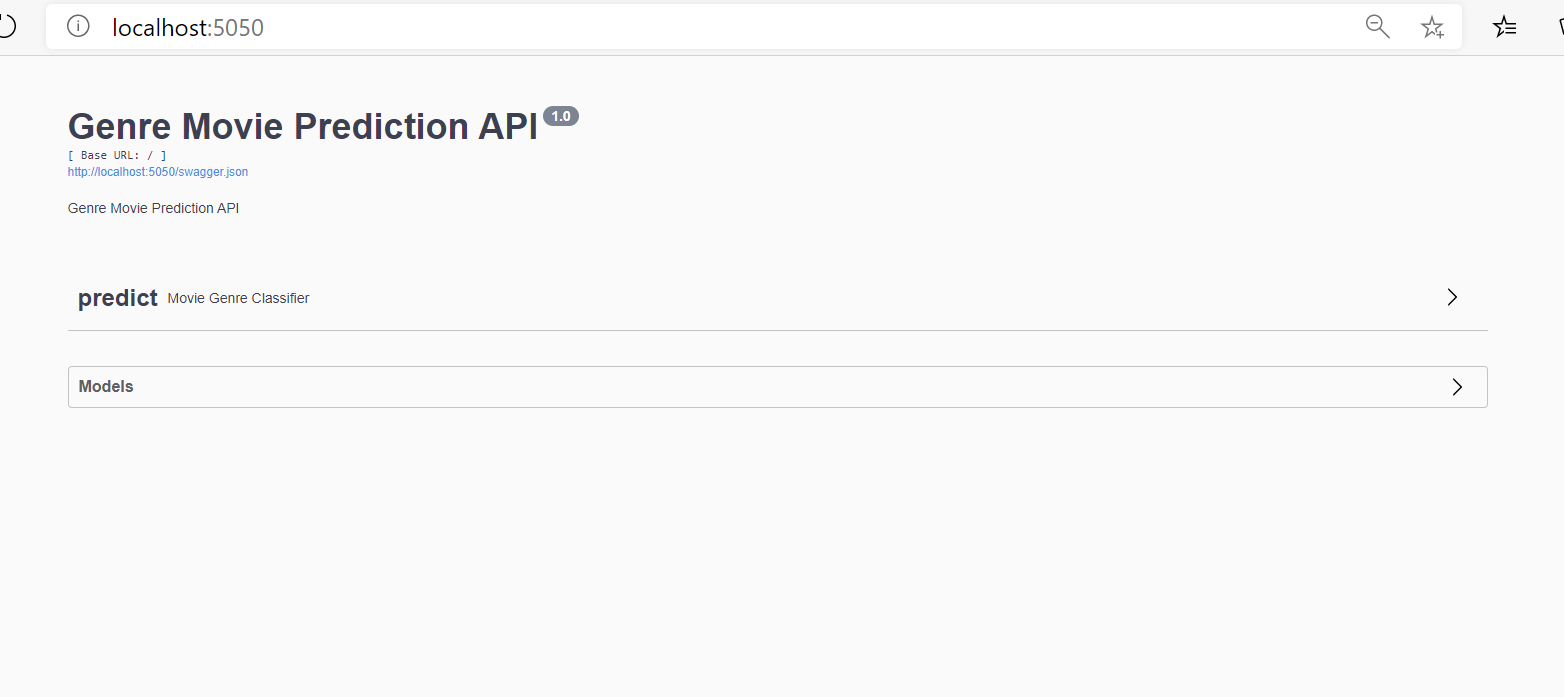 localhost:5050
Genre Movie Prediction API 1.0
[ Base URL: / ]
http://localhost:5050/swagger.json
Genre Movie Prediction API
predict Movie Genre Classifier
Models